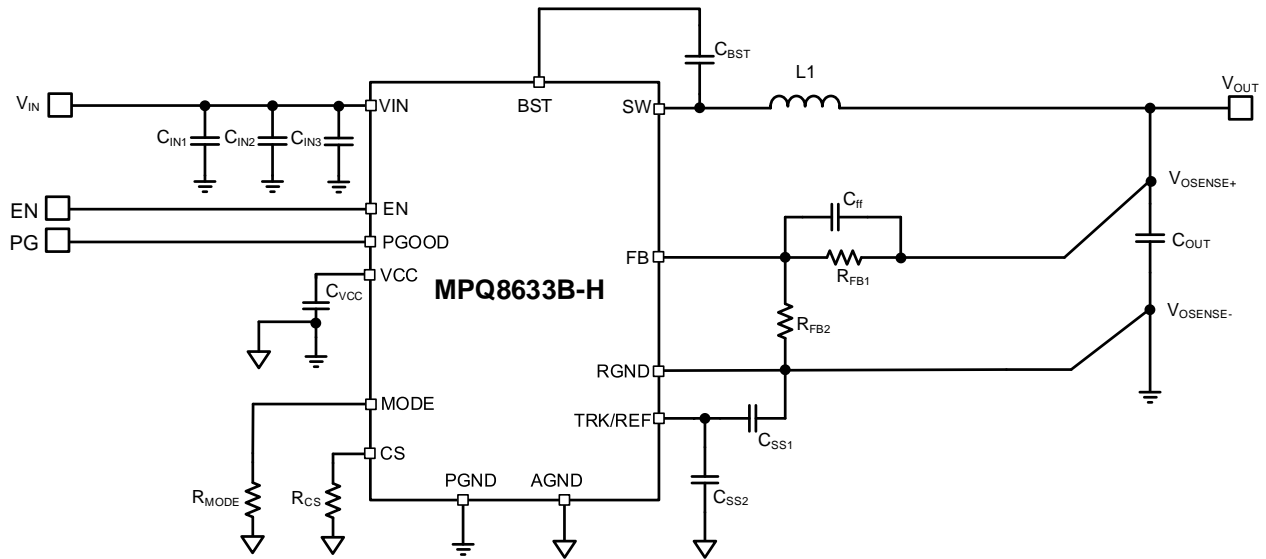 C_BST
L1
V_IN
VIN
BST
SW
V_OUT
C_IN1
C_IN2
C_IN3
V_OSENSE+
EN
EN
C_ff
PG
PGOOD
C_OUT
FB
VCC
R_FB1
MPQ8633B-H
C_VCC
V_OSENSE-
R_FB2
RGND
MODE
TRK/REF
C_SS1
CS
PGND
AGND
R_MODE
R_CS
C_SS2